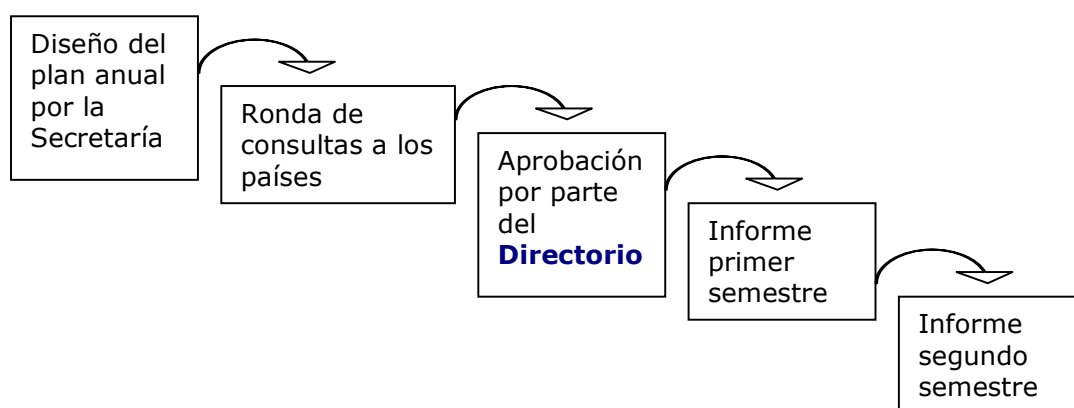 Diseño del
plan anual
por la
Secretaría
Ronda de
consultas a los
países
Aprobación
por parte
del
Directorio
Informe
primer
semestre
Informe
segundo
semestre